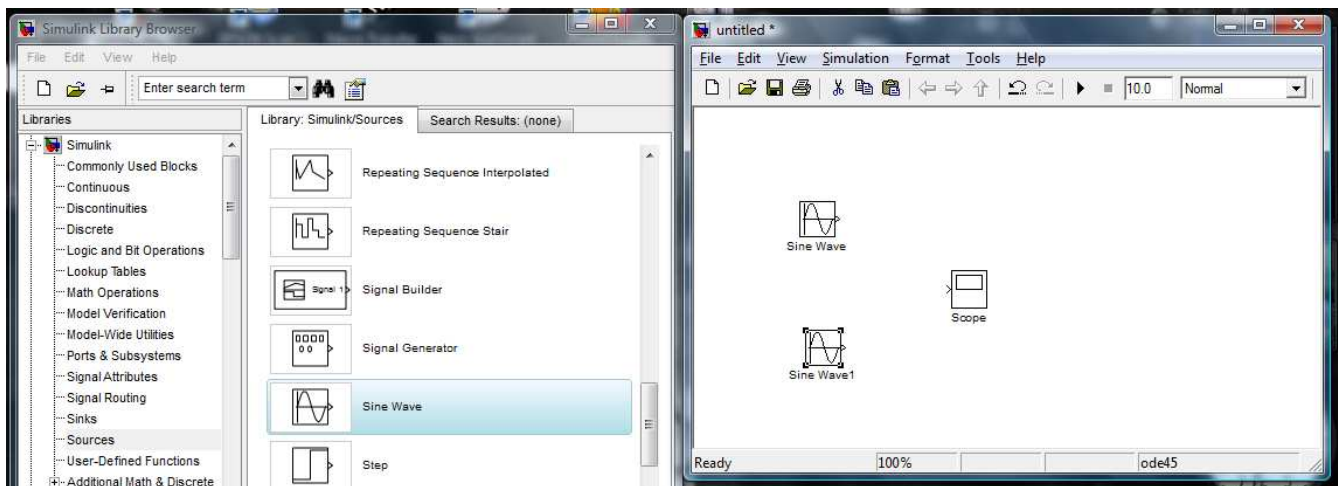 Simulink Library Browser
File Edit View Help
Enter search term
Libraries
Library: Simulink/Sources Search Results: (none)
Simulink
Commonly Used Blocks
Continuous
Discontinuities
Discrete
Logic and Bit Operations
Lookup Tables
Math Operations
Model Verification
Model-Wide Utilities
Ports & Subsystems
Signal Attributes
Signal Routing
Sinks
Sources
User-Defined Functions
Additional Math & Discrete
Repeating Sequence Interpolated
Repeating Sequence Stair
Signal 1
Signal Builder
Signal Generator
Sine Wave
Step
untitled *
File Edit View Simulation Format Tools Help
10.0 Normal
Sine Wave
Scope
Sine Wave1
Ready 100% ode45